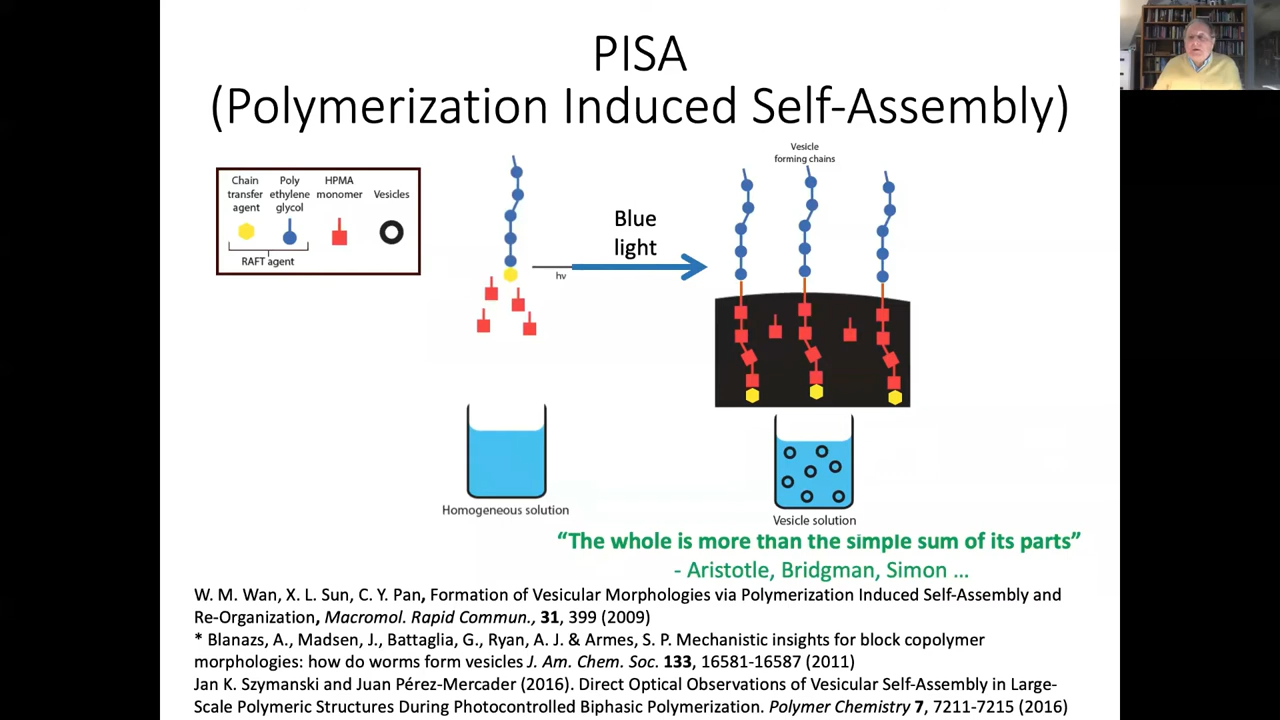 PISA
(Polymerization Induced Self-Assembly)
Chain
transfer
agent
Poly
ethylene
glycol
HPMA
monomer
Vesicles
RAFT agent
Blue
light
hv
Vesicle
forming chains
Homogeneous solution
Vesicle solution
“The whole is more than the simple sum of its parts”
- Aristotle, Bridgman, Simon ...
W. M. Wan, X. L. Sun, C. Y. Pan, Formation of Vesicular Morphologies via Polymerization Induced Self-Assembly and
Re-Organization, Macromol. Rapid Commun., 31, 399 (2009)
* Blanazs, A., Madsen, J., Battaglia, G., Ryan, A. J. & Armes, S. P. Mechanistic insights for block copolymer
morphologies: how do worms form vesicles J. Am. Chem. Soc. 133, 16581-16587 (2011)
Jan K. Szymanski and Juan Pérez-Mercader (2016). Direct Optical Observations of Vesicular Self-Assembly in Large-
Scale Polymeric Structures During Photocontrolled Biphasic Polymerization. Polymer Chemistry 7, 7211-7215 (2016)